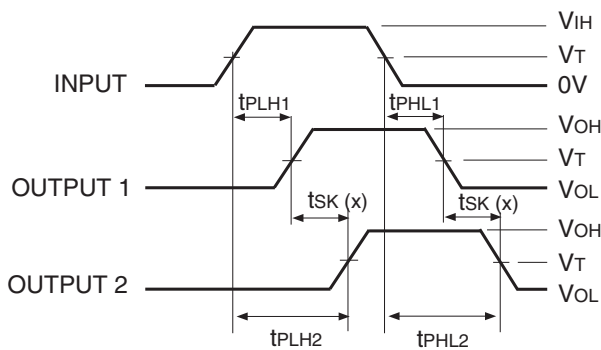 VIH
VT
INPUT
0V
tPLH1
tPHL1
VOH
VT
OUTPUT 1
VOL
tSK (x)
tSK (x)
VOH
VT
OUTPUT 2
VOL
tPLH2
tPHL2